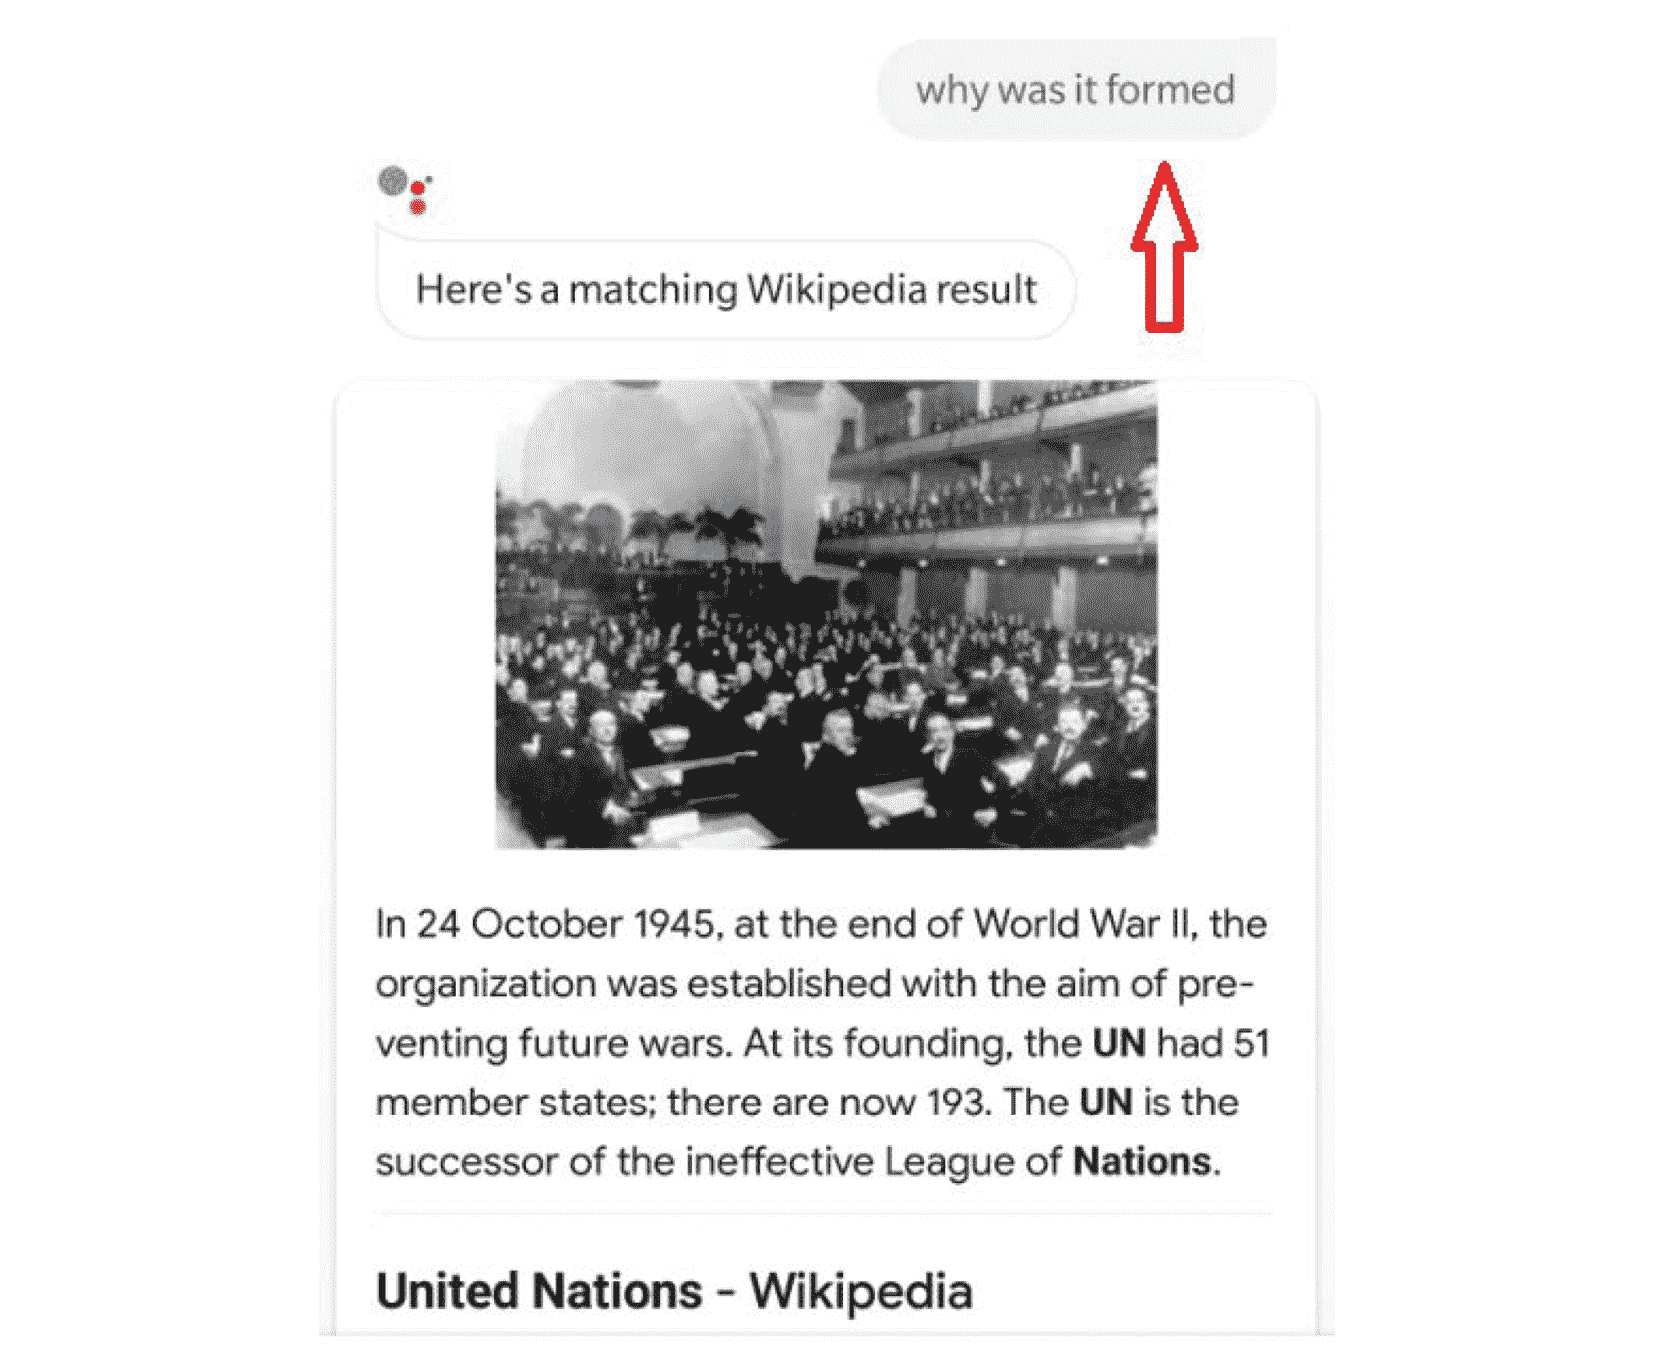 why was it formed
Here's a matching Wikipedia result
In 24 October 1945, at the end of World War II, the
organization was established with the aim of pre-
venting future wars. At its founding, the UN had 51
member states; there are now 193. The UN is the
successor of the ineffective League of Nations.
United Nations - Wikipedia